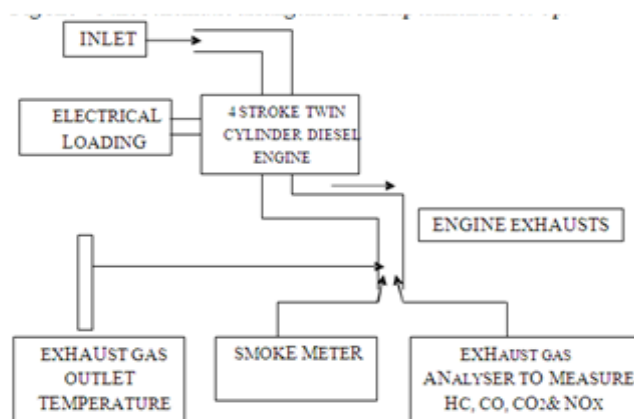 INLET
ELECTRICAL
LOADING
4 STROKE TWIN
CYLINDER DIESEL
ENGINE
ENGINE EXHAUSTS
EXHAUST GAS
OUTLET
TEMPERATURE
SMOKE METER
EXHAUST GAS
ANALYSER TO MEASURE
HC, CO, CO2& NOX